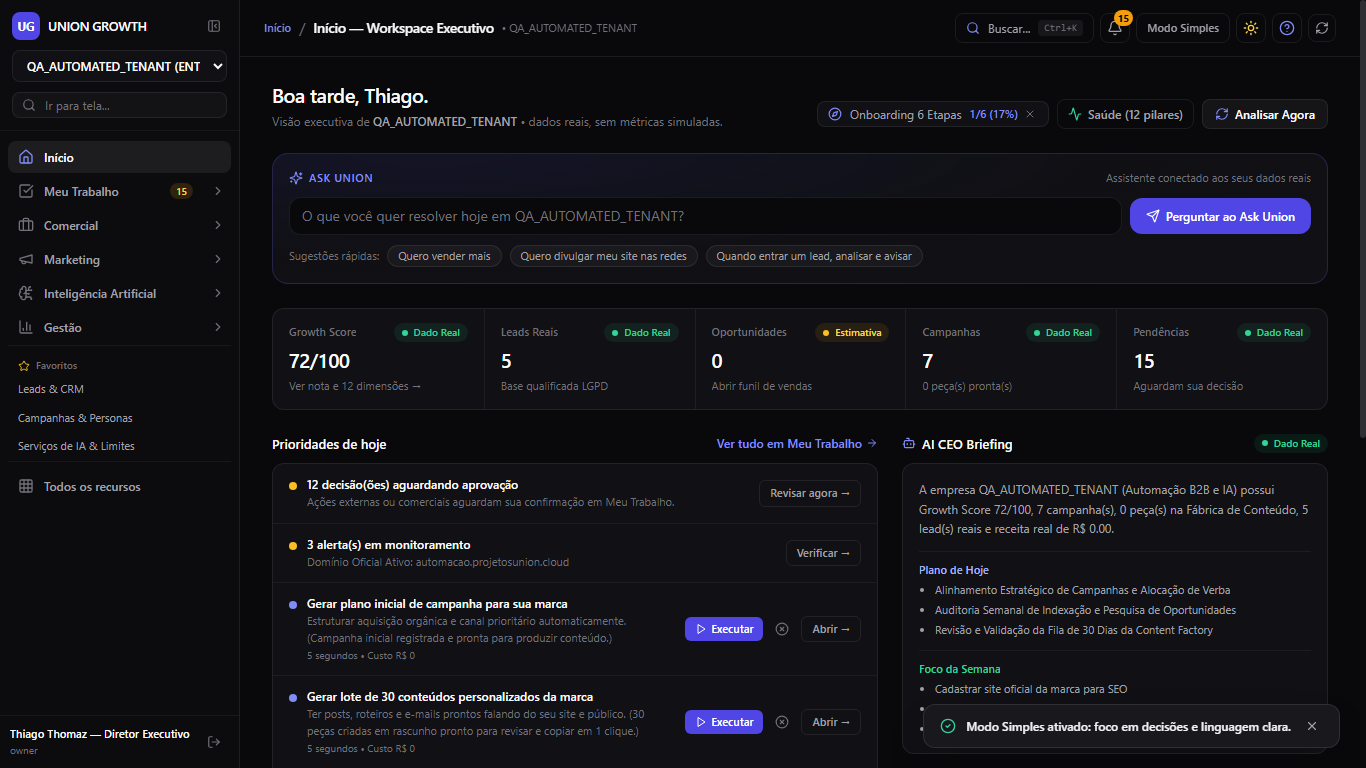 UG UNION GROWTH
QA_AUTOMATED_TENANT (ENT
Ir para tela...
Início
Meu Trabalho 15
Comercial
Marketing
Inteligência Artificial
Gestão
Favoritos
Leads & CRM
Campanhas & Personas
Serviços de IA & Limites
Todos os recursos
Thiago Thomaz — Diretor Executivo
owner
Início / Início — Workspace Executivo • QA_AUTOMATED_TENANT
Buscar... Ctrl+K
15
Modo Simples
Boa tarde, Thiago.
Visão executiva de QA_AUTOMATED_TENANT • dados reais, sem métricas simuladas.
Onboarding 6 Etapas 1/6 (17%)
Saúde (12 pilares)
Analisar Agora
ASK UNION
Assistente conectado aos seus dados reais
O que você quer resolver hoje em QA_AUTOMATED_TENANT?
Perguntar ao Ask Union
Sugestões rápidas: Quero vender mais Quero divulgar meu site nas redes Quando entrar um lead, analisar e avisar
Growth Score Dado Real
72/100
Ver nota e 12 dimensões →
Leads Reais Dado Real
5
Base qualificada LGPD
Oportunidades Estimativa
0
Abrir funil de vendas
Campanhas Dado Real
7
0 peça(s) pronta(s)
Pendências Dado Real
15
Aguardam sua decisão
Prioridades de hoje
Ver tudo em Meu Trabalho →
12 decisão(ões) aguardando aprovação
Ações externas ou comerciais aguardam sua confirmação em Meu Trabalho.
Revisar agora →
3 alerta(s) em monitoramento
Domínio Oficial Ativo: automacao.projetosunion.cloud
Verificar →
Gerar plano inicial de campanha para sua marca
Estruturar aquisição orgânica e canal prioritário automaticamente.
(Campanha inicial registrada e pronta para produzir conteúdo.)
5 segundos • Custo R$ 0
Executar
Abrir →
Gerar lote de 30 conteúdos personalizados da marca
Ter posts, roteiros e e-mails prontos falando do seu site e público. (30
peças criadas em rascunho pronto para revisar e copiar em 1 clique.)
5 segundos • Custo R$ 0
Executar
Abrir →
AI CEO Briefing
Dado Real
A empresa QA_AUTOMATED_TENANT (Automação B2B e IA) possui
Growth Score 72/100, 7 campanha(s), 0 peça(s) na Fábrica de Conteúdo, 5
lead(s) reais e receita real de R$ 0.00.
Plano de Hoje
• Alinhamento Estratégico de Campanhas e Alocação de Verba
• Auditoria Semanal de Indexação e Pesquisa de Oportunidades
• Revisão e Validação da Fila de 30 Dias da Content Factory
Foco da Semana
• Cadastrar site oficial da marca para SEO
Modo Simples ativado: foco em decisões e linguagem clara.